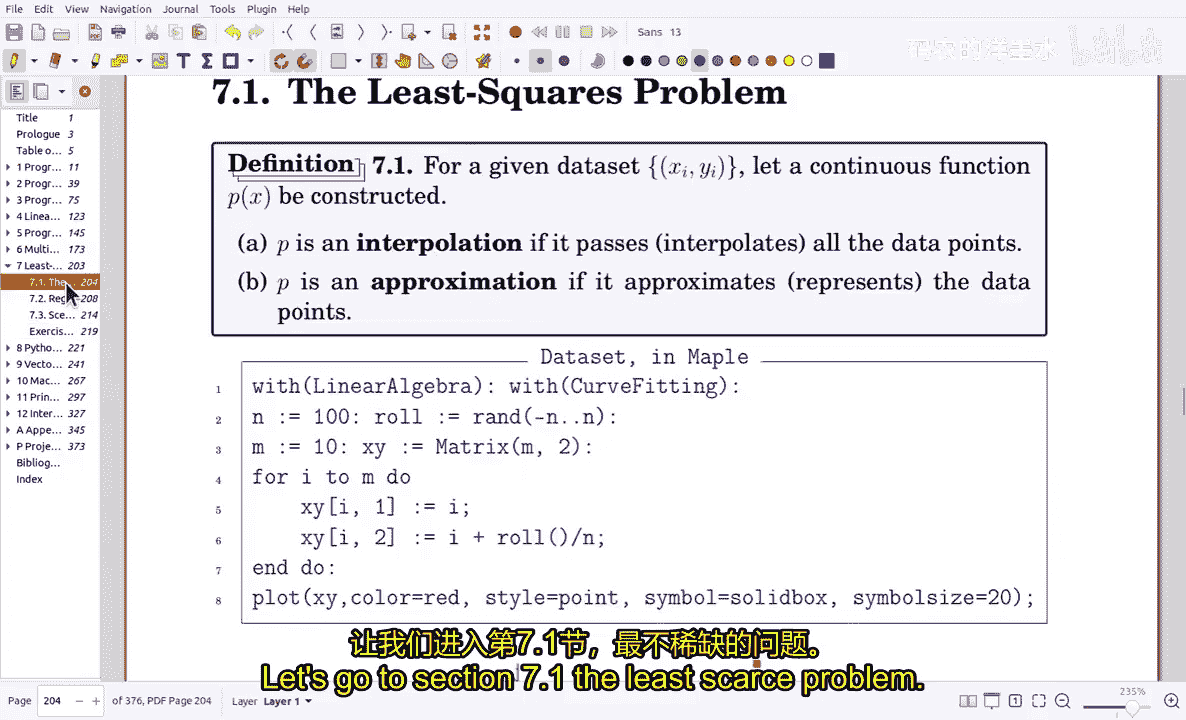 File Edit View Navigation Journal Tools Plugin Help
Sans 13
Title 1
Prologue 3
Table o... 5
1 Progr... 11
2 Progr... 39
3 Progr... 75
4 Linea... 123
5 Progr... 145
6 Multi... 173
7 Least-... 203
7.1. The... 204
7.2. Reg... 208
7.3. Sce... 214
Exercis... 219
8 Pytho... 221
9 Vecto... 241
10 Mac... 267
11 Prin... 297
12 Inter... 327
A Appe... 345
P Proje... 373
Bibliog...
Index
7.1. The Least-Squares Problem
Definition 7.1. For a given dataset {(xi, yi)}, let a continuous function
p(x) be constructed.
(a) p is an interpolation if it passes (interpolates) all the data points.
(b) p is an approximation if it approximates (represents) the data
points.
Dataset, in Maple
1 with(LinearAlgebra): with(CurveFitting):
2 n := 100: roll := rand(-n..n):
3 m := 10: xy := Matrix(m, 2):
4 for i to m do
5 xy[i, 1] := i;
6 xy[i, 2] := i + roll()/n;
7 end do:
8 plot(xy,color=red, style=point, symbol=solidbox, symbolsize=20);
让我们进入第7.1节，最不稀缺的问题。
Let's go to section 7.1 the least scarce problem.
Page 204 of 376, PDF Page 204 Layer Layer 1 235%